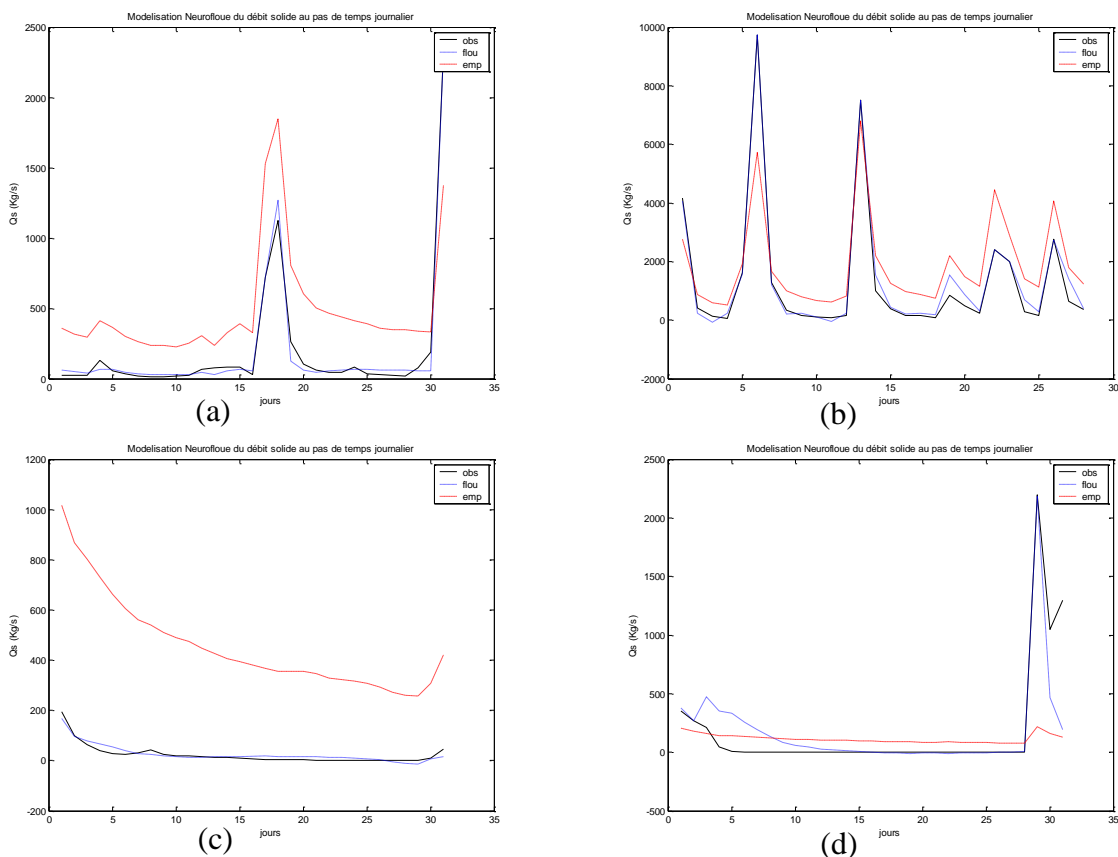 Modelisation Neurofloue du débit solide au pas de temps journalier
2500
2000
1500
1000
500
0
0 5 10 15 20 25 30 35
Qs (Kg/s)
jours
obs
flou
emp
(a)
Modelisation Neurofloue du débit solide au pas de temps journalier
10000
8000
6000
4000
2000
0
-2000
0 5 10 15 20 25 30
Qs (Kg/s)
jours
obs
flou
emp
(b)
Modelisation Neurofloue du débit solide au pas de temps journalier
1200
1000
800
600
400
200
0
-200
0 5 10 15 20 25 30 35
Qs (Kg/s)
jours
obs
flou
emp
(c)
Modelisation Neurofloue du débit solide au pas de temps journalier
2500
2000
1500
1000
500
0
-500
0 5 10 15 20 25 30 35
Qs (Kg/s)
jours
obs
flou
emp
(d)